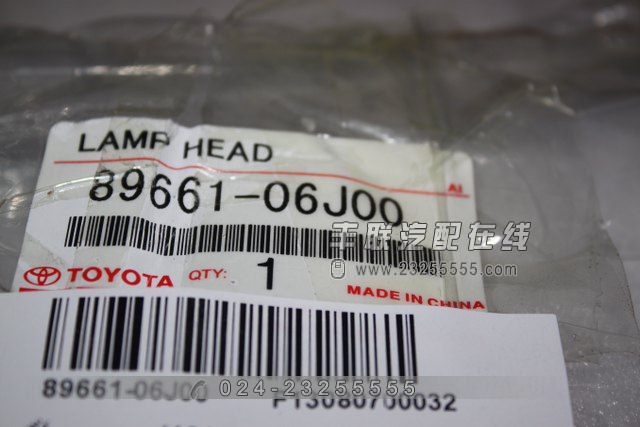 LAMP HEAD
89661-06J00
AI
丰联汽配在线
www.23255555.com
TOYOTA QTY: 1
MADE IN CHINA
89661-06J00
024-23255555
P13080700032